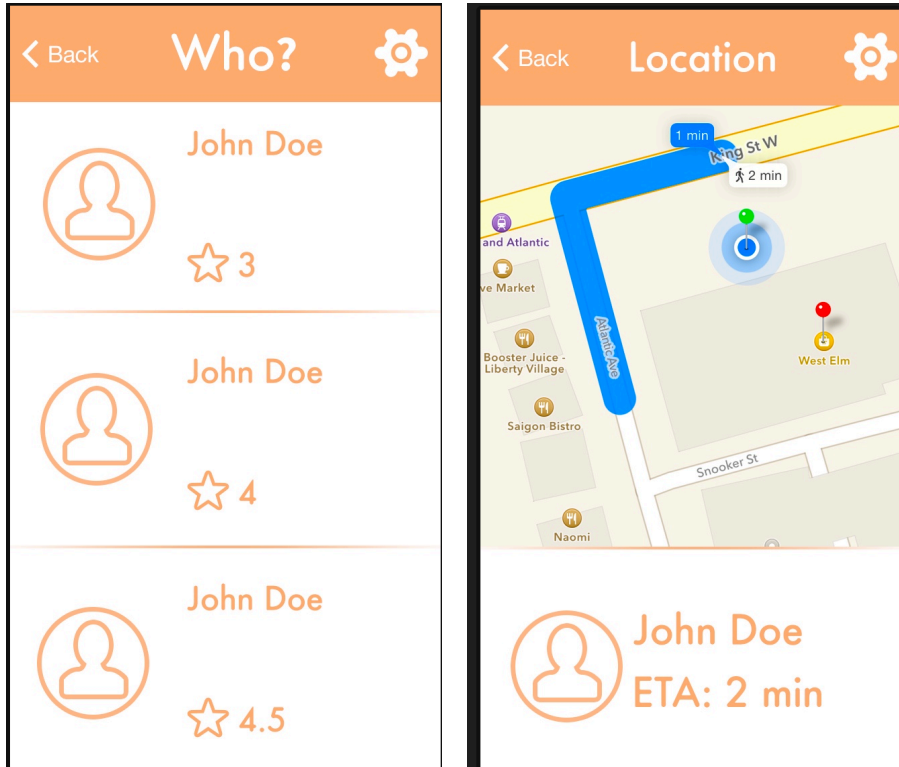 Back
Who?
John Doe
3
John Doe
4
John Doe
4.5
Back
Location
1 min
King St W
2 min
and Atlantic
ve Market
Atlantic Ave
Booster Juice -
Liberty Village
West Elm
Saigon Bistro
Snooker St
Naomi
John Doe
ETA: 2 min